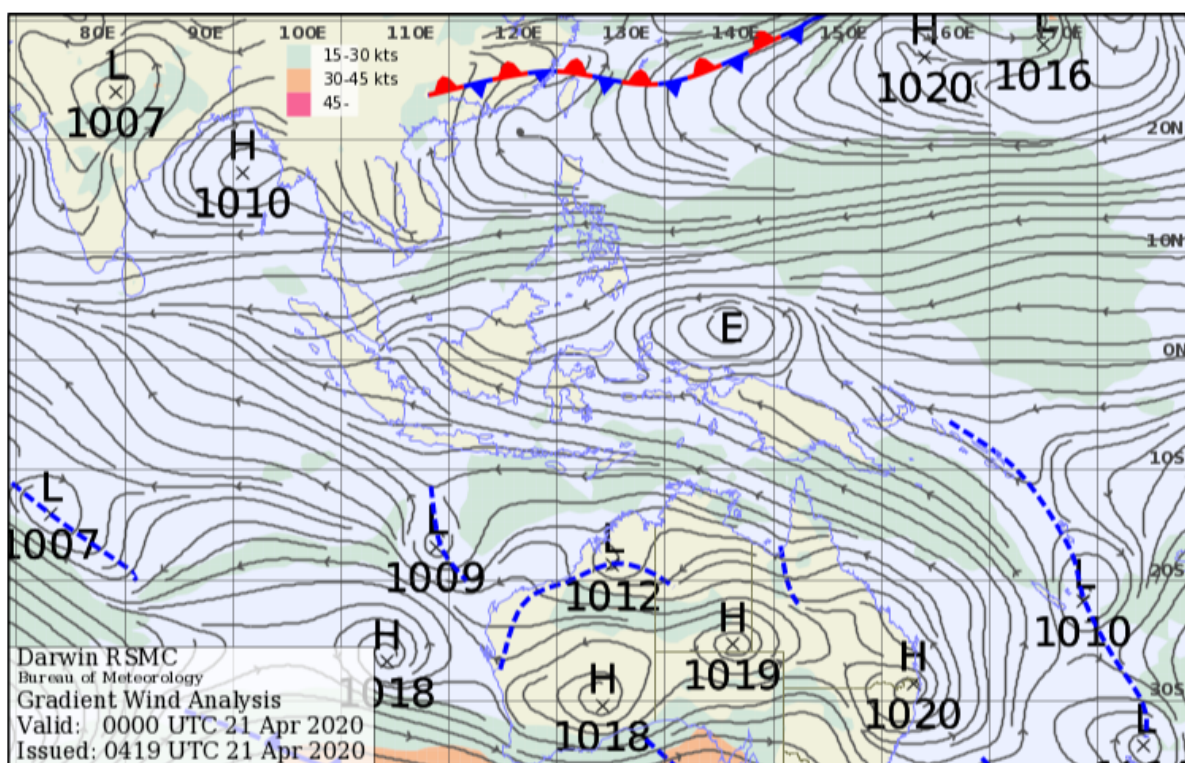 80E 90E 100E 110E 120E 130E 140E 150E 160E 170E
15-30 kts
30-45 kts
45-
L
1007
H
1010
H
1020
L
1016
20N
10N
E
0N
10S
L
1007
L
1009
L
1012
20S
L
1010
H
1018
H
1019
H
1018
H
1020
30S
L
Darwin RSMC
Bureau of Meteorology
Gradient Wind Analysis
Valid: 0000 UTC 21 Apr 2020
Issued: 0419 UTC 21 Apr 2020